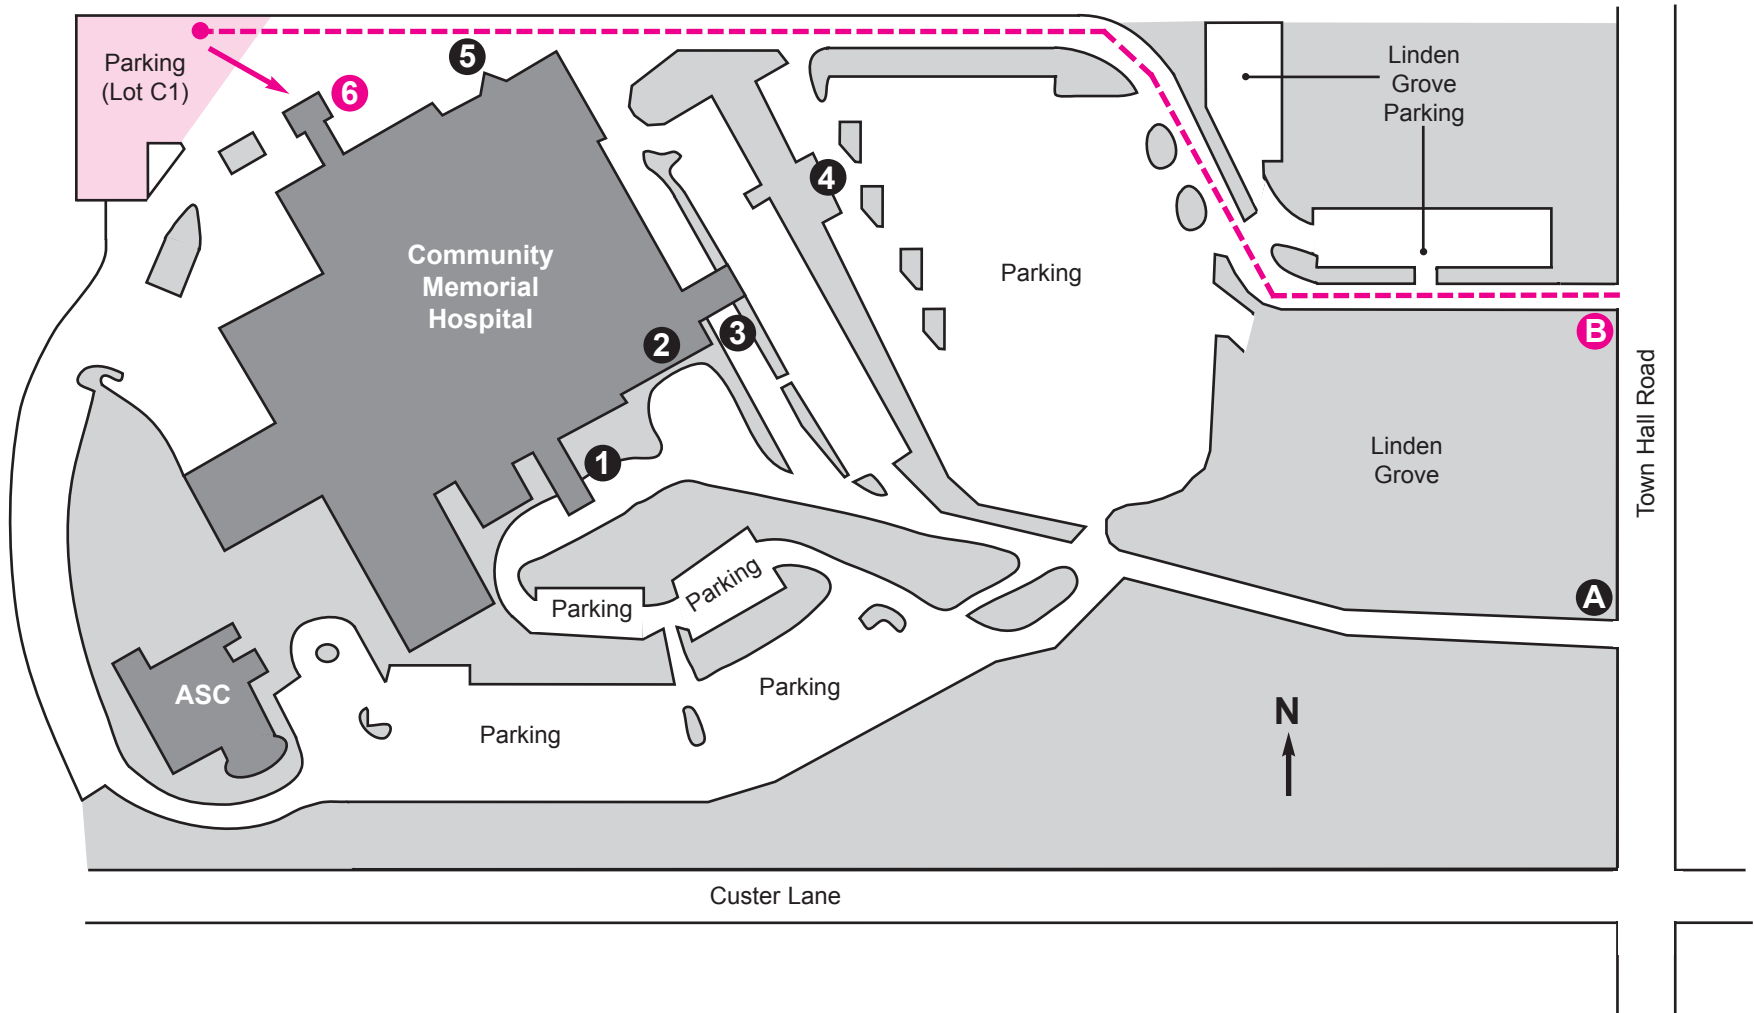 Parking
(Lot C1)
6
5
Linden
Grove
Parking
4
Community
Memorial
Hospital
Parking
3
2
B
Town Hall Road
Linden
Grove
1
A
Parking
Parking
ASC
Parking
Parking
N
Custer Lane